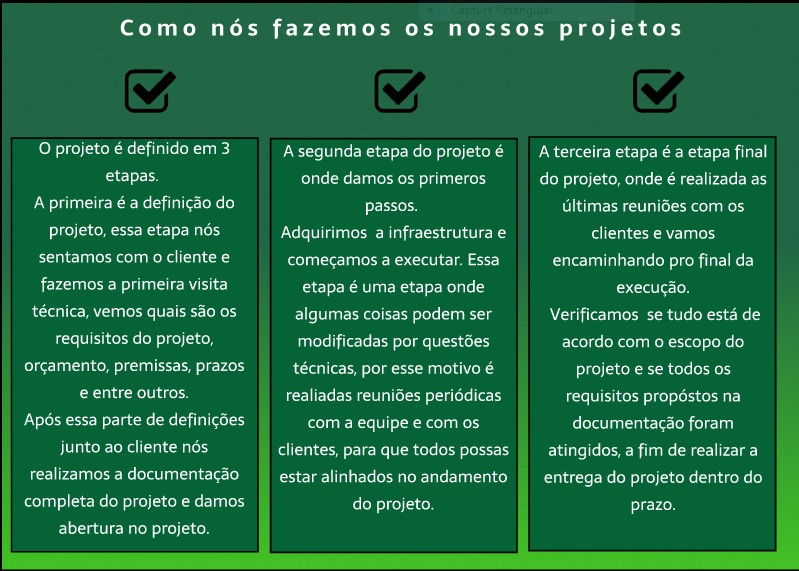 Captura Retangular
Como nós fazemos os nossos projetos
O projeto é definido em 3
etapas.
A primeira é a definição do
projeto, essa etapa nós
sentamos com o cliente e
fazemos a primeira visita
técnica, vemos quais são os
requisitos do projeto,
orçamento, premissas, prazos
e entre outros.
Após essa parte de definições
junto ao cliente nós
realizamos a documentação
completa do projeto e damos
abertura no projeto.
A segunda etapa do projeto é
onde damos os primeros
passos.
Adquirimos a infraestrutura e
começamos a executar. Essa
etapa é uma etapa onde
algumas coisas podem ser
modificadas por questões
técnicas, por esse motivo é
realiadas reuniões periódicas
com a equipe e com os
clientes, para que todos possas
estar alinhados no andamento
do projeto.
A terceira etapa é a etapa final
do projeto, onde é realizada as
últimas reuniões com os
clientes e vamos
encaminhando pro final da
execução.
Verificamos se tudo está de
acordo com o escopo do
projeto e se todos os
requisitos propóstos na
documentação foram
atingidos, a fim de realizar a
entrega do projeto dentro do
prazo.